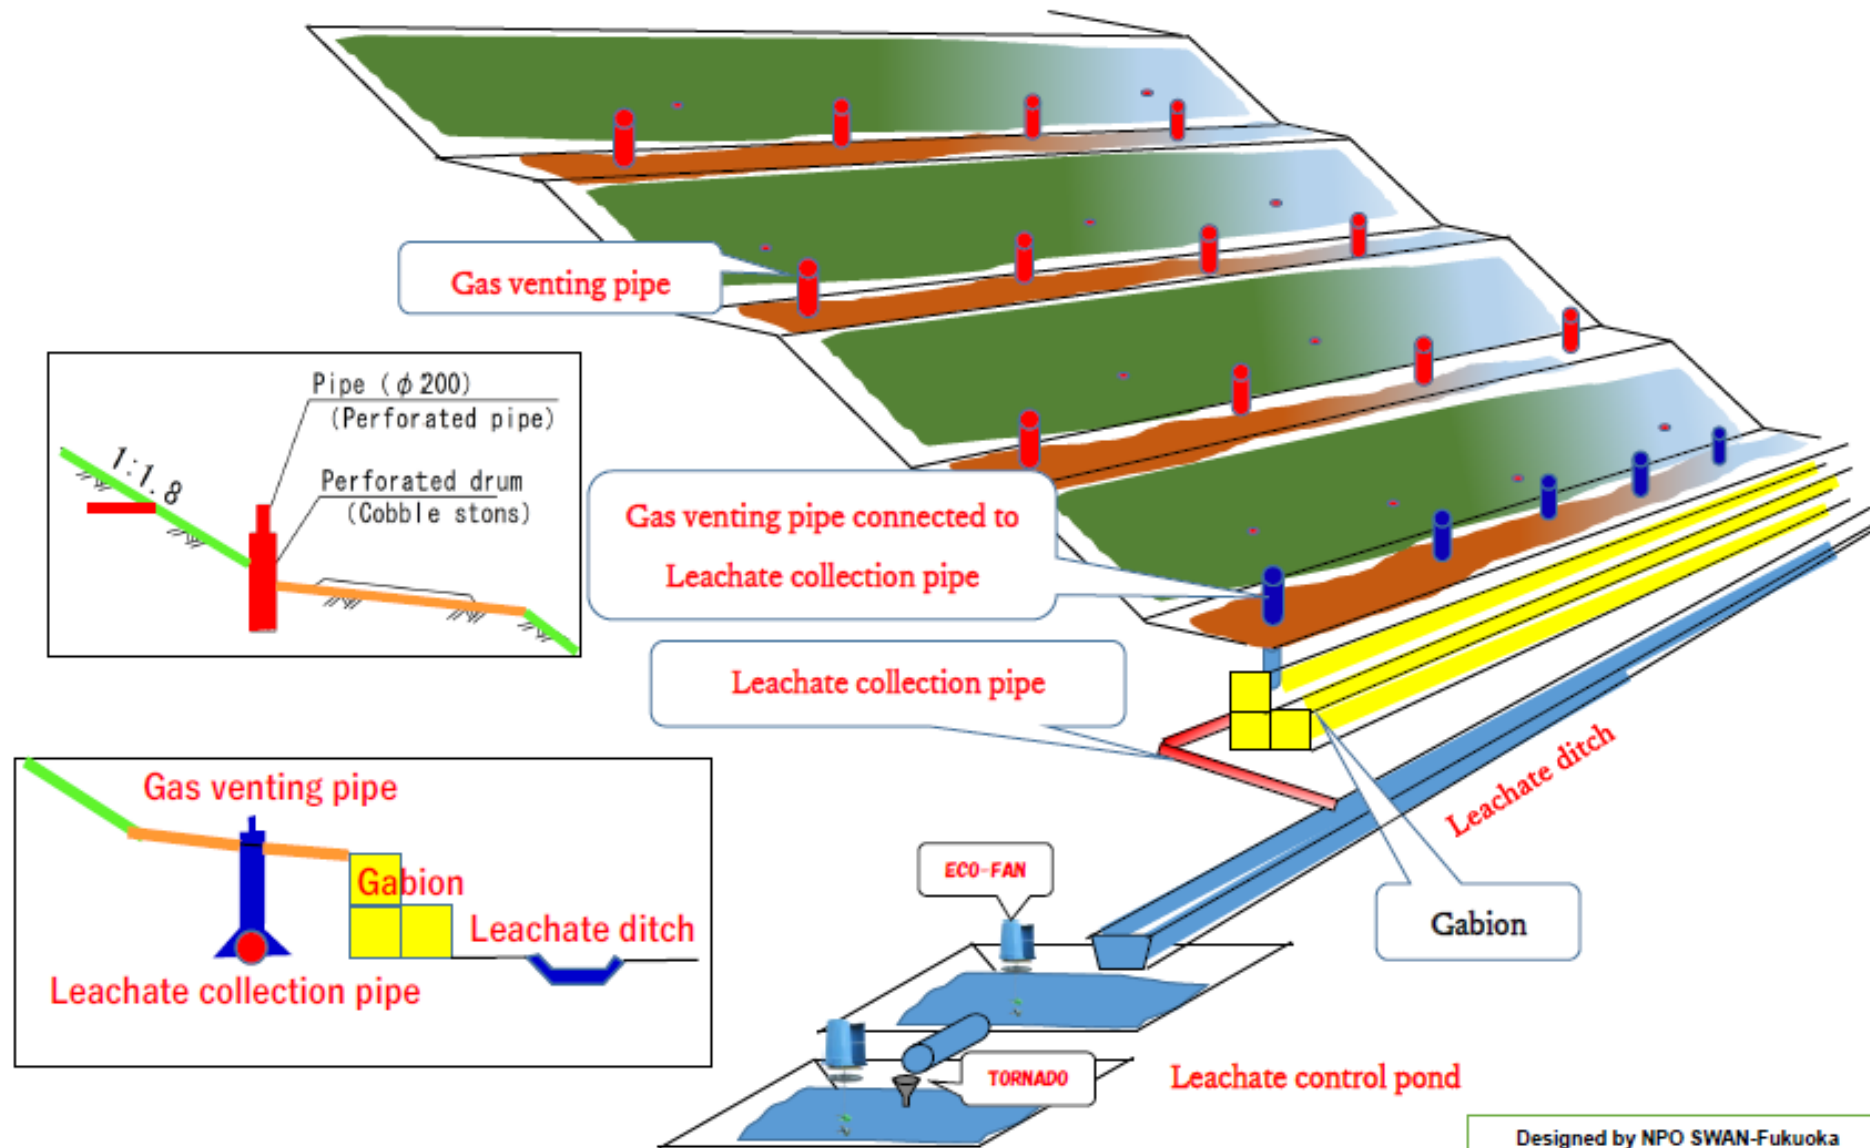 Gas venting pipe
Pipe (φ200)
(Perforated pipe)
1:1.8
Perforated drum
(Cobble stons)
Gas venting pipe connected to
Leachate collection pipe
Leachate collection pipe
Leachate ditch
Gas venting pipe
Gabion
Leachate ditch
Leachate collection pipe
ECO-FAN
Gabion
TORNADO
Leachate control pond
Designed by NPO SWAN-Fukuoka